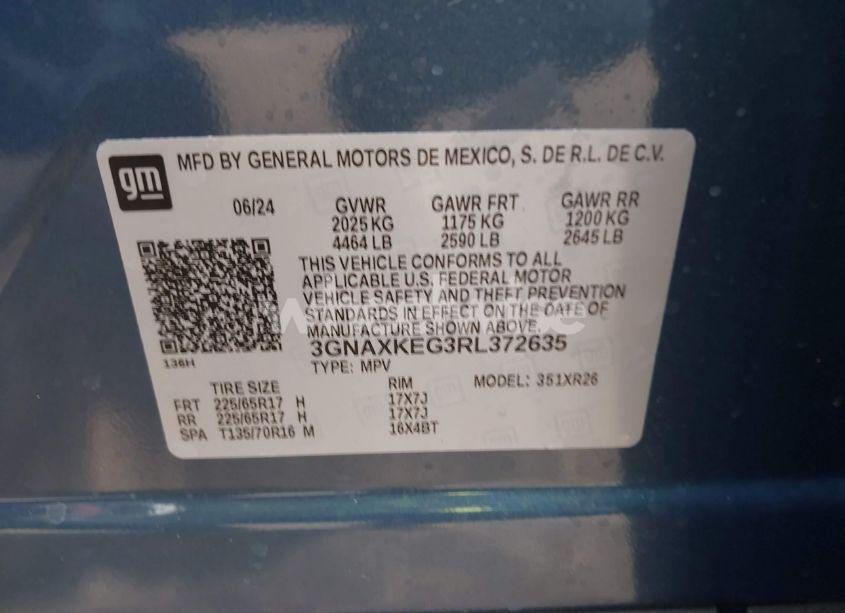 gm MFD BY GENERAL MOTORS DE MEXICO, S. DE R.L. DE C.V.
06/24 GVWR GAWR FRT GAWR RR
2025 KG 1175 KG 1200 KG
4464 LB 2590 LB 2645 LB
THIS VEHICLE CONFORMS TO ALL
APPLICABLE U.S. FEDERAL MOTOR
VEHICLE SAFETY AND THEFT PREVENTION
STANDARDS IN EFFECT ON THE DATE OF
MANUFACTURE SHOWN ABOVE.
136H
3GNAXKEG3RL372635
TYPE: MPV
TIRE SIZE RIM MODEL: 351XR26
FRT 225/65R17 H 17X7J
RR 225/65R17 H 17X7J
SPA T135/70R16 M 16X4BT